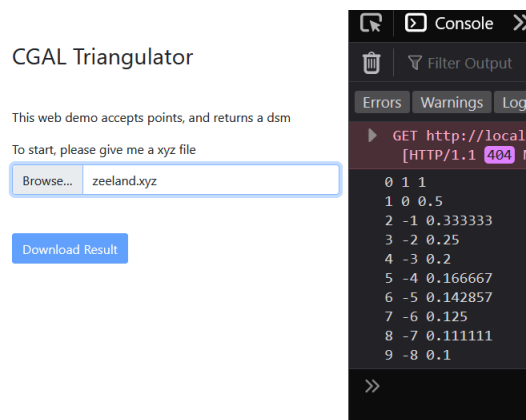 CGAL Triangulator
This web demo accepts points, and returns a dsm
To start, please give me a xyz file
Browse... zeeland.xyz
Download Result
Console
Filter Output
Errors Warnings Log
GET http://local
[HTTP/1.1 404
0 1 1
1 0 0.5
2 -1 0.333333
3 -2 0.25
4 -3 0.2
5 -4 0.166667
6 -5 0.142857
7 -6 0.125
8 -7 0.111111
9 -8 0.1